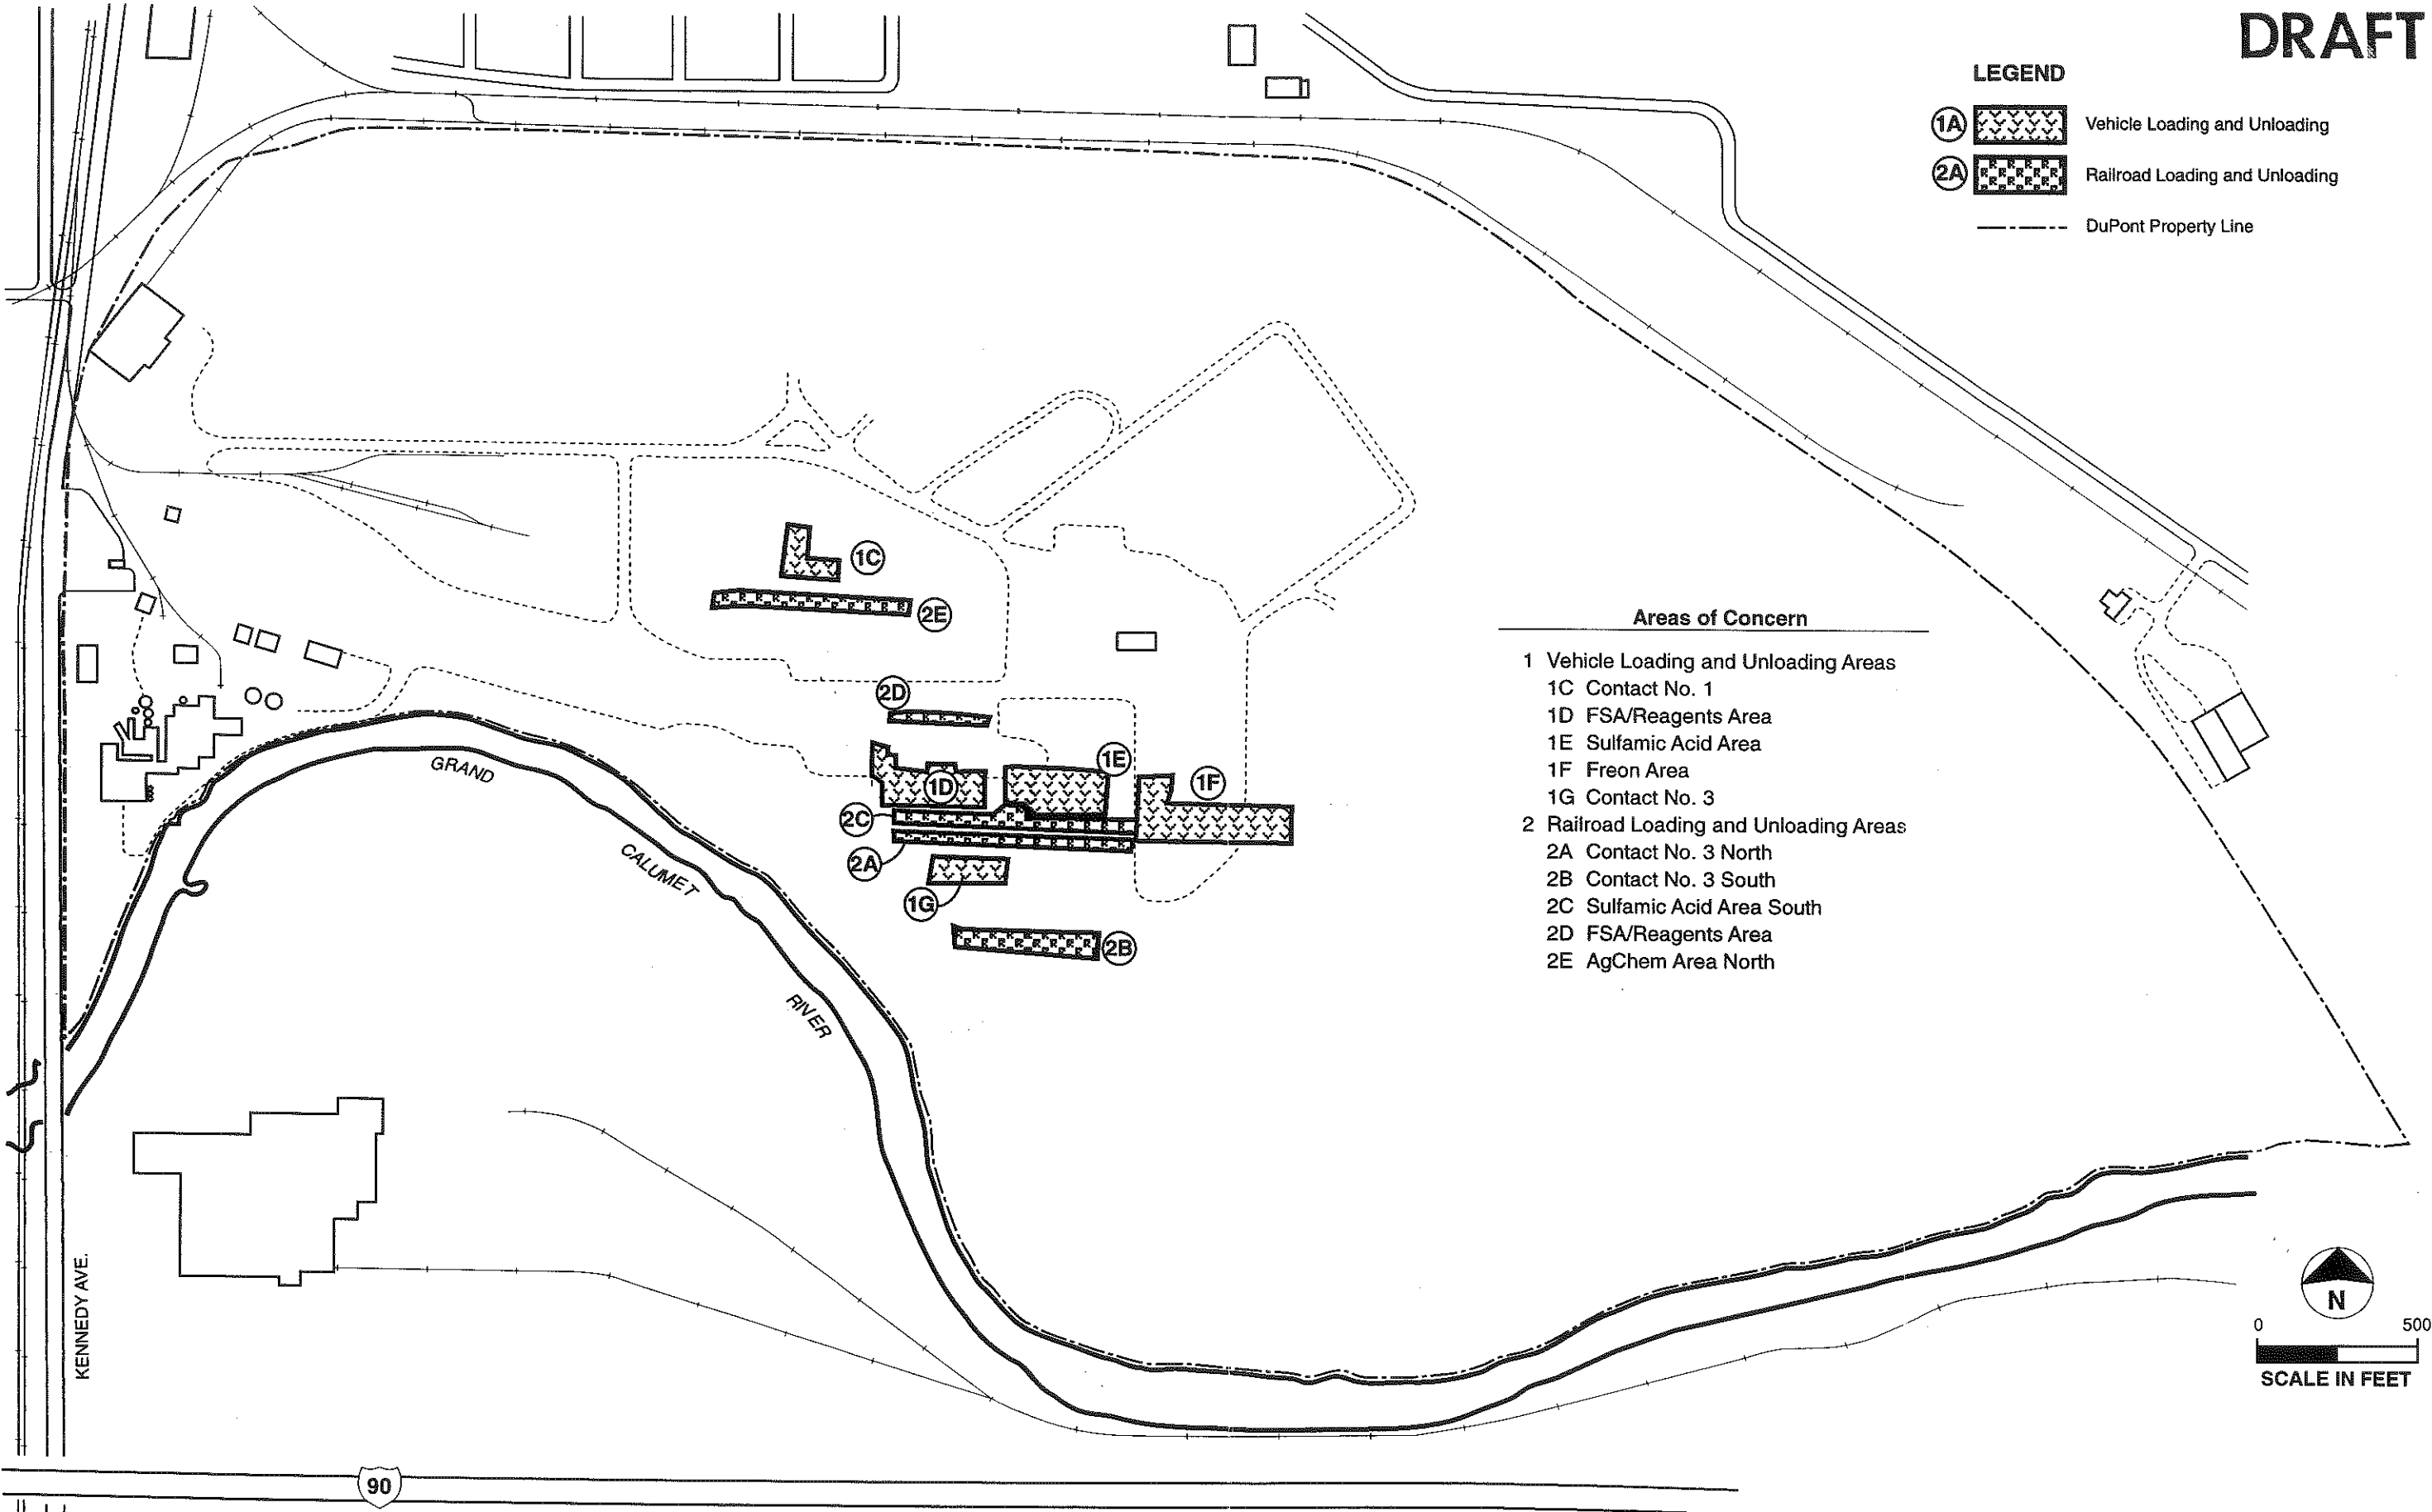 DRAFT
LEGEND
1A Vehicle Loading and Unloading
2A Railroad Loading and Unloading
DuPont Property Line
1C
2E
2D
1E
1D
1F
2C
2A
1G
2B
GRAND
CALUMET
RIVER
Areas of Concern
1 Vehicle Loading and Unloading Areas
1C Contact No. 1
1D FSA/Reagents Area
1E Sulfamic Acid Area
1F Freon Area
1G Contact No. 3
2 Railroad Loading and Unloading Areas
2A Contact No. 3 North
2B Contact No. 3 South
2C Sulfamic Acid Area South
2D FSA/Reagents Area
2E AgChem Area North
KENNEDY AVE.
N
0 500
SCALE IN FEET
90